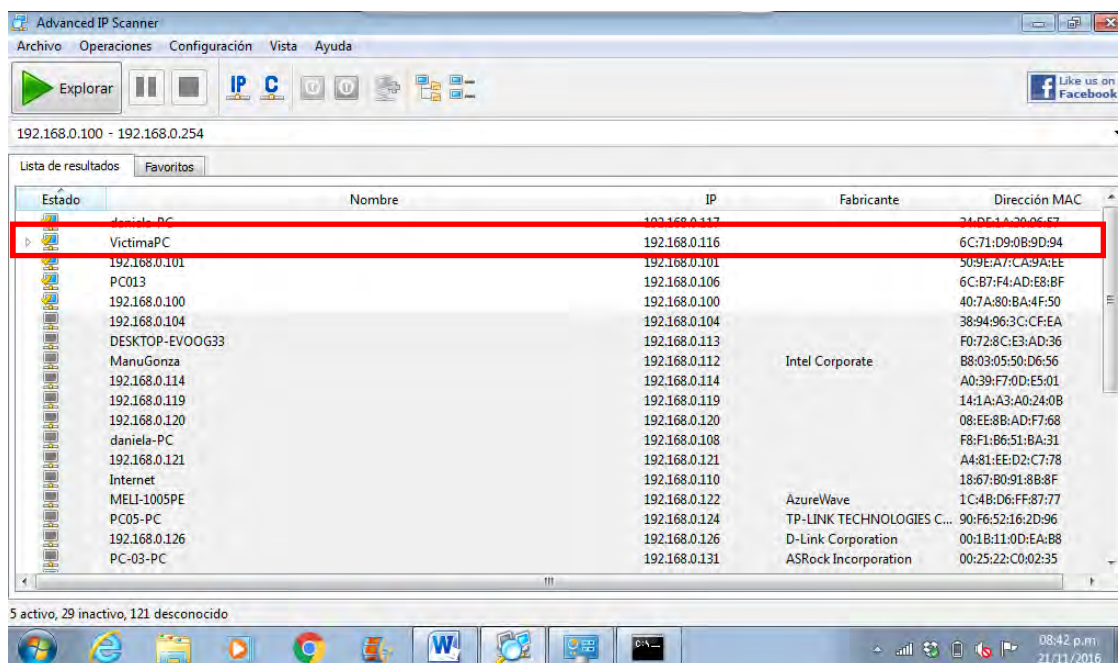 Advanced IP Scanner
Archivo Operaciones Configuración Vista Ayuda
Explorar IP C Like us on Facebook
192.168.0.100 - 192.168.0.254
Lista de resultados Favoritos
Estado Nombre IP Fabricante Dirección MAC
daniela-PC 192.168.0.117
VictimaPC 192.168.0.116 6C:71:D9:0B:9D:94
192.168.0.101 192.168.0.101 50:9E:A7:CA:9A:EE
PC013 192.168.0.106 6C:B7:F4:AD:E8:BF
192.168.0.100 192.168.0.100 40:7A:80:BA:4F:50
192.168.0.104 192.168.0.104 38:94:96:3C:CF:EA
DESKTOP-EVOOG33 192.168.0.113 F0:72:8C:E3:AD:36
ManuGonza 192.168.0.112 Intel Corporate B8:03:05:50:D6:56
192.168.0.114 192.168.0.114 A0:39:F7:0D:E5:01
192.168.0.119 192.168.0.119 14:1A:A3:A0:24:0B
192.168.0.120 192.168.0.120 08:EE:8B:AD:F7:68
daniela-PC 192.168.0.108 F8:F1:B6:51:BA:31
192.168.0.121 192.168.0.121 A4:81:EE:D2:C7:78
Internet 192.168.0.110 18:67:B0:91:8B:8F
MELI-1005PE 192.168.0.122 AzureWave 1C:4B:D6:FF:87:77
PC05-PC 192.168.0.124 TP-LINK TECHNOLOGIES C... 90:F6:52:16:2D:96
192.168.0.126 192.168.0.126 D-Link Corporation 00:1B:11:0D:EA:B8
PC-03-PC 192.168.0.131 ASRock Incorporation 00:25:22:C0:02:35
5 activo, 29 inactivo, 121 desconocido
08:42 p.m.
21/11/2016